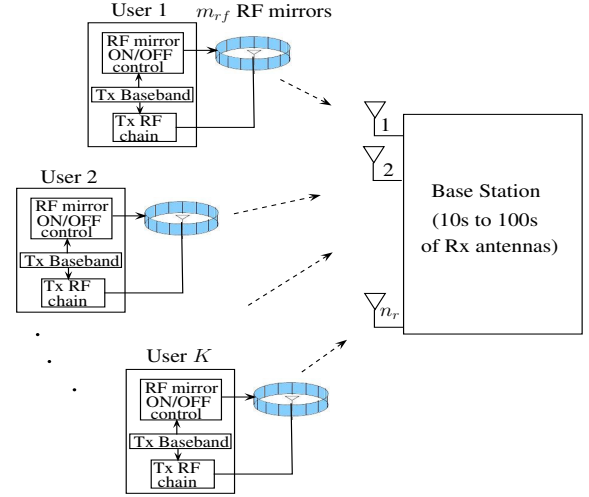 User 1
m_{rf} RF mirrors
RF mirror
ON/OFF
control
Tx Baseband
Tx RF
chain
1
2
Base Station
(10s to 100s
of Rx antennas)
n_r
User 2
RF mirror
ON/OFF
control
Tx Baseband
Tx RF
chain
User K
RF mirror
ON/OFF
control
Tx Baseband
Tx RF
chain